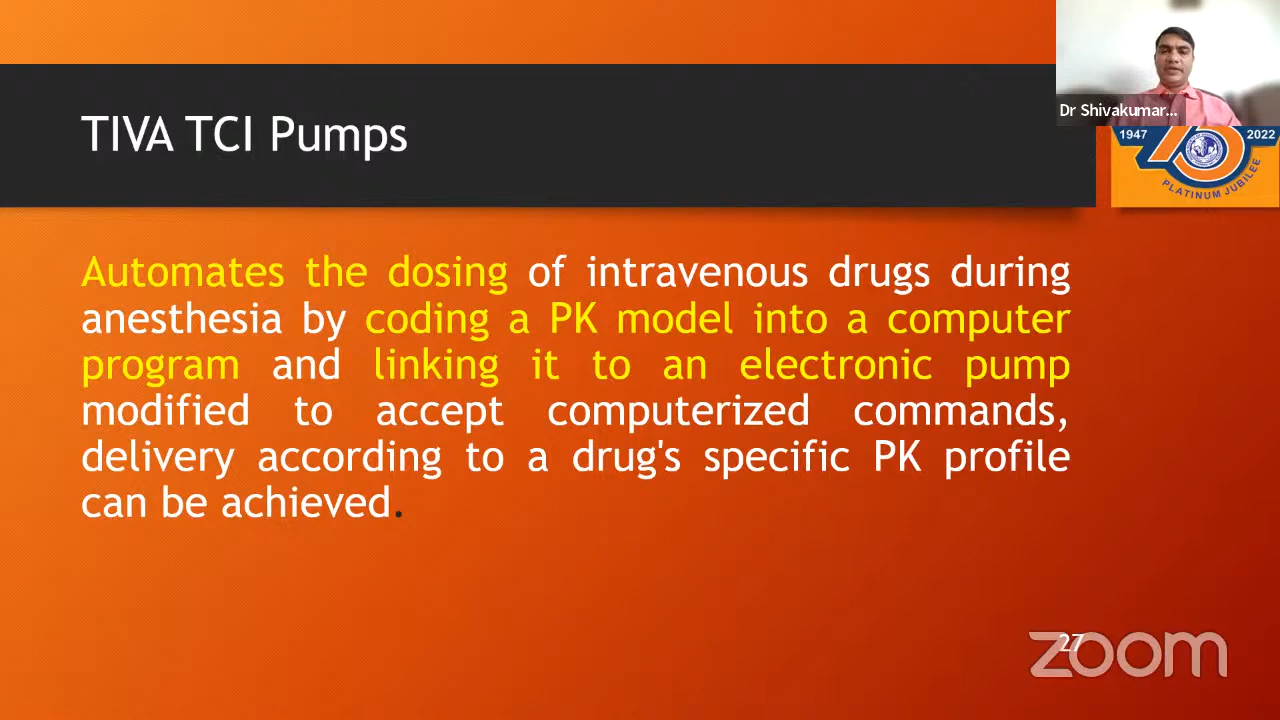 TIVA TCI Pumps
Dr Shivakumar...
1947
2022
75
PLATINUM JUBILEE
Automates the dosing of intravenous drugs during
anesthesia by coding a PK model into a computer
program and linking it to an electronic pump
modified to accept computerized commands,
delivery according to a drug's specific PK profile
can be achieved.
27
zoom